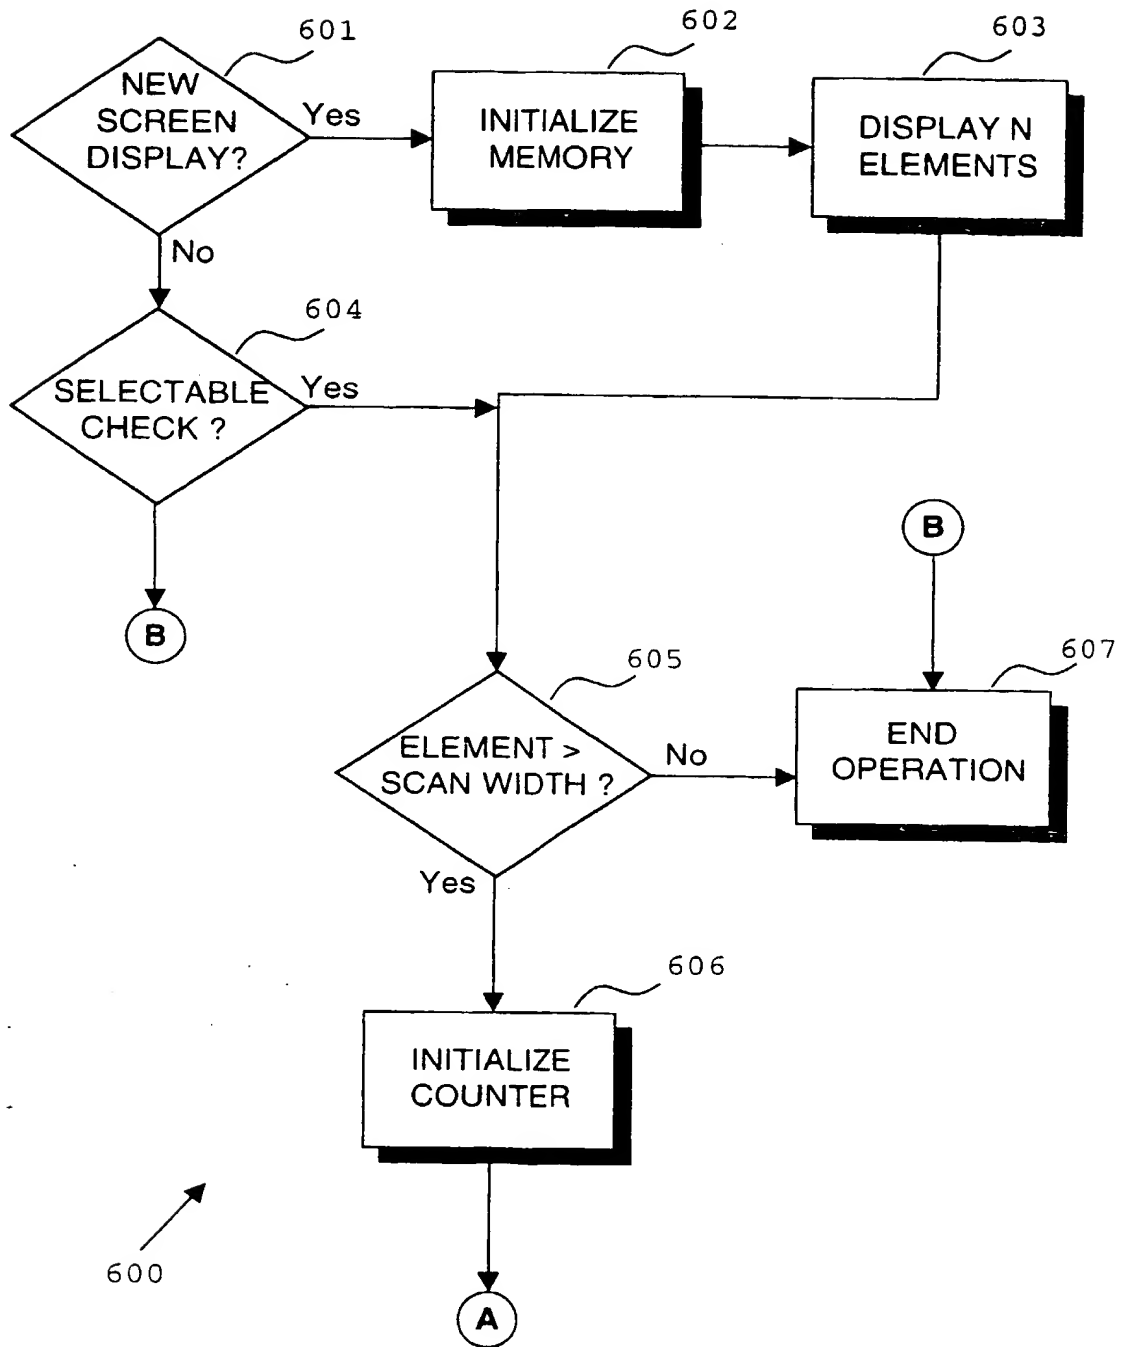 601
NEW
SCREEN
DISPLAY?
Yes
No
602
INITIALIZE
MEMORY
603
DISPLAY N
ELEMENTS
604
SELECTABLE
CHECK ?
Yes
B
B
605
ELEMENT >
SCAN WIDTH ?
No
Yes
607
END
OPERATION
606
INITIALIZE
COUNTER
600
A